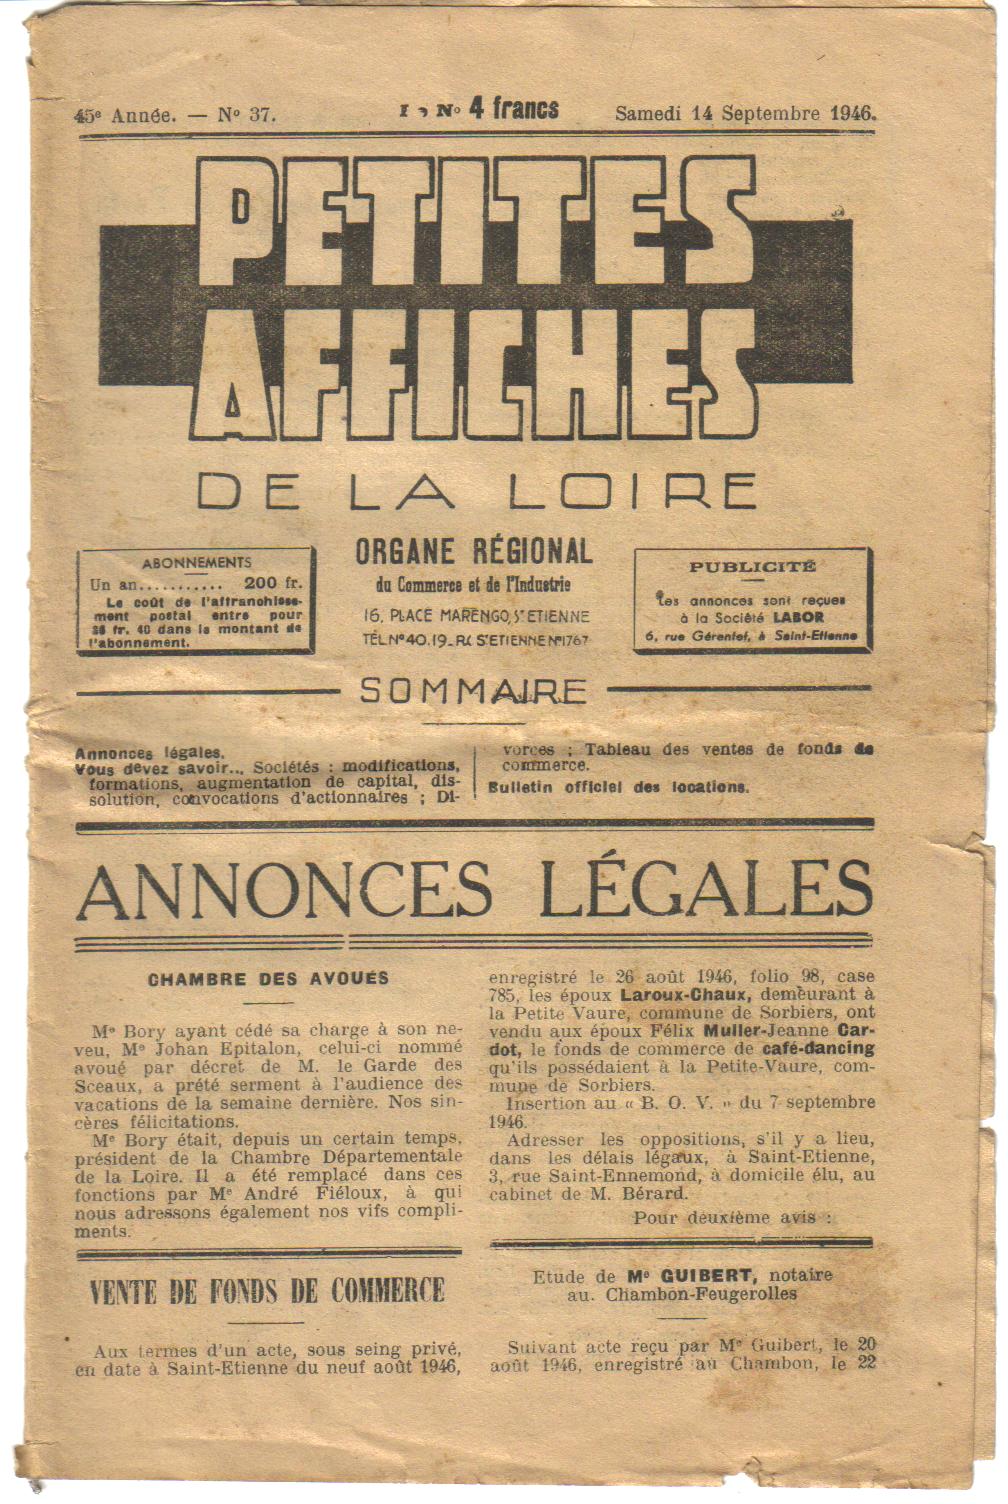 45e Année. — No 37.
Le No 4 francs
Samedi 14 Septembre 1946.
PETITES
AFFICHES
DE LA LOIRE
ABONNEMENTS
Un an........... 200 fr.
Le coût de l'affranchisse-
ment postal entre pour
fr. 40 dans le montant de
l'abonnement.
ORGANE RÉGIONAL
du Commerce et de l'Industrie
16, PLACE MARENGO, St ETIENNE
TÉL. No 40.19_R.C. St ETIENNE No 1767
PUBLICITÉ
Les annonces sont reçues
à la Société LABOR
6, rue Gérentet, à Saint-Etienne
SOMMAIRE
Annonces légales.
Vous devez savoir... Sociétés : modifications,
formations, augmentation de capital, dis-
solution, convocations d'actionnaires ; Di-
vorces ; Tableau des ventes de fonds de
commerce.
Bulletin officiel des locations.
ANNONCES LÉGALES
CHAMBRE DES AVOUÉS
Me Bory ayant cédé sa charge à son ne-
veu, Me Johan Epitalon, celui-ci nommé
avoué par décret de M. le Garde des
Sceaux, a prêté serment à l'audience des
vacations de la semaine dernière. Nos sin-
cères félicitations.
Me Bory était, depuis un certain temps,
président de la Chambre Départementale
de la Loire. Il a été remplacé dans ces
fonctions par Me André Fiéloux, à qui
nous adressons également nos vifs compli-
ments.
VENTE DE FONDS DE COMMERCE
Aux termes d'un acte, sous seing privé,
en date à Saint-Etienne du neuf août 1946,
enregistré le 26 août 1946, folio 98, case
785, les époux Laroux-Chaux, demeurant à
la Petite Vaure, commune de Sorbiers, ont
vendu aux époux Félix Muller-Jeanne Car-
dot, le fonds de commerce de café-dancing
qu'ils possédaient à la Petite-Vaure, com-
mune de Sorbiers.
Insertion au « B. O. V. » du 7 septembre
1946.
Adresser les oppositions, s'il y a lieu,
dans les délais légaux, à Saint-Etienne,
3, rue Saint-Ennemond, à domicile élu, au
cabinet de M. Bérard.
Pour deuxième avis :
Etude de Me GUIBERT, notaire
au. Chambon-Feugerolles
Suivant acte reçu par Me Guibert, le 20
août 1946, enregistré au Chambon, le 22